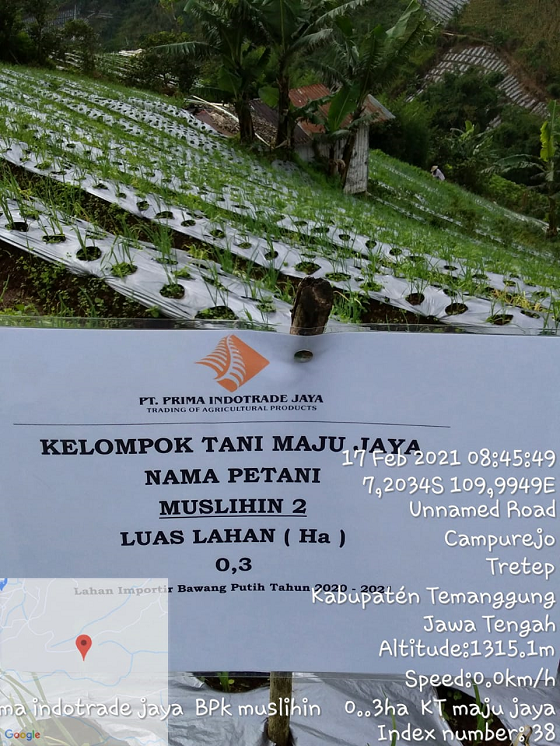 PT. PRIMA INDOTRADE JAYA
TRADING OF AGRICULTURAL PRODUCTS
KELOMPOK TANI MAJU JAYA
NAMA PETANI
MUSLIHIN 2
LUAS LAHAN ( Ha )
0,3
Lahan Importir Bawang Putih Tahun 2020 - 2021
17 Feb 2021 08:45:49
7,2034S 109,9949E
Unnamed Road
Campurejo
Tretep
Kabupatén Temanggung
Jawa Tengah
Altitude:1315.1m
Speed:0.0km/h
ma indotrade jaya BPk muslihin 0..3ha KT maju jaya
Index number: 38
Google